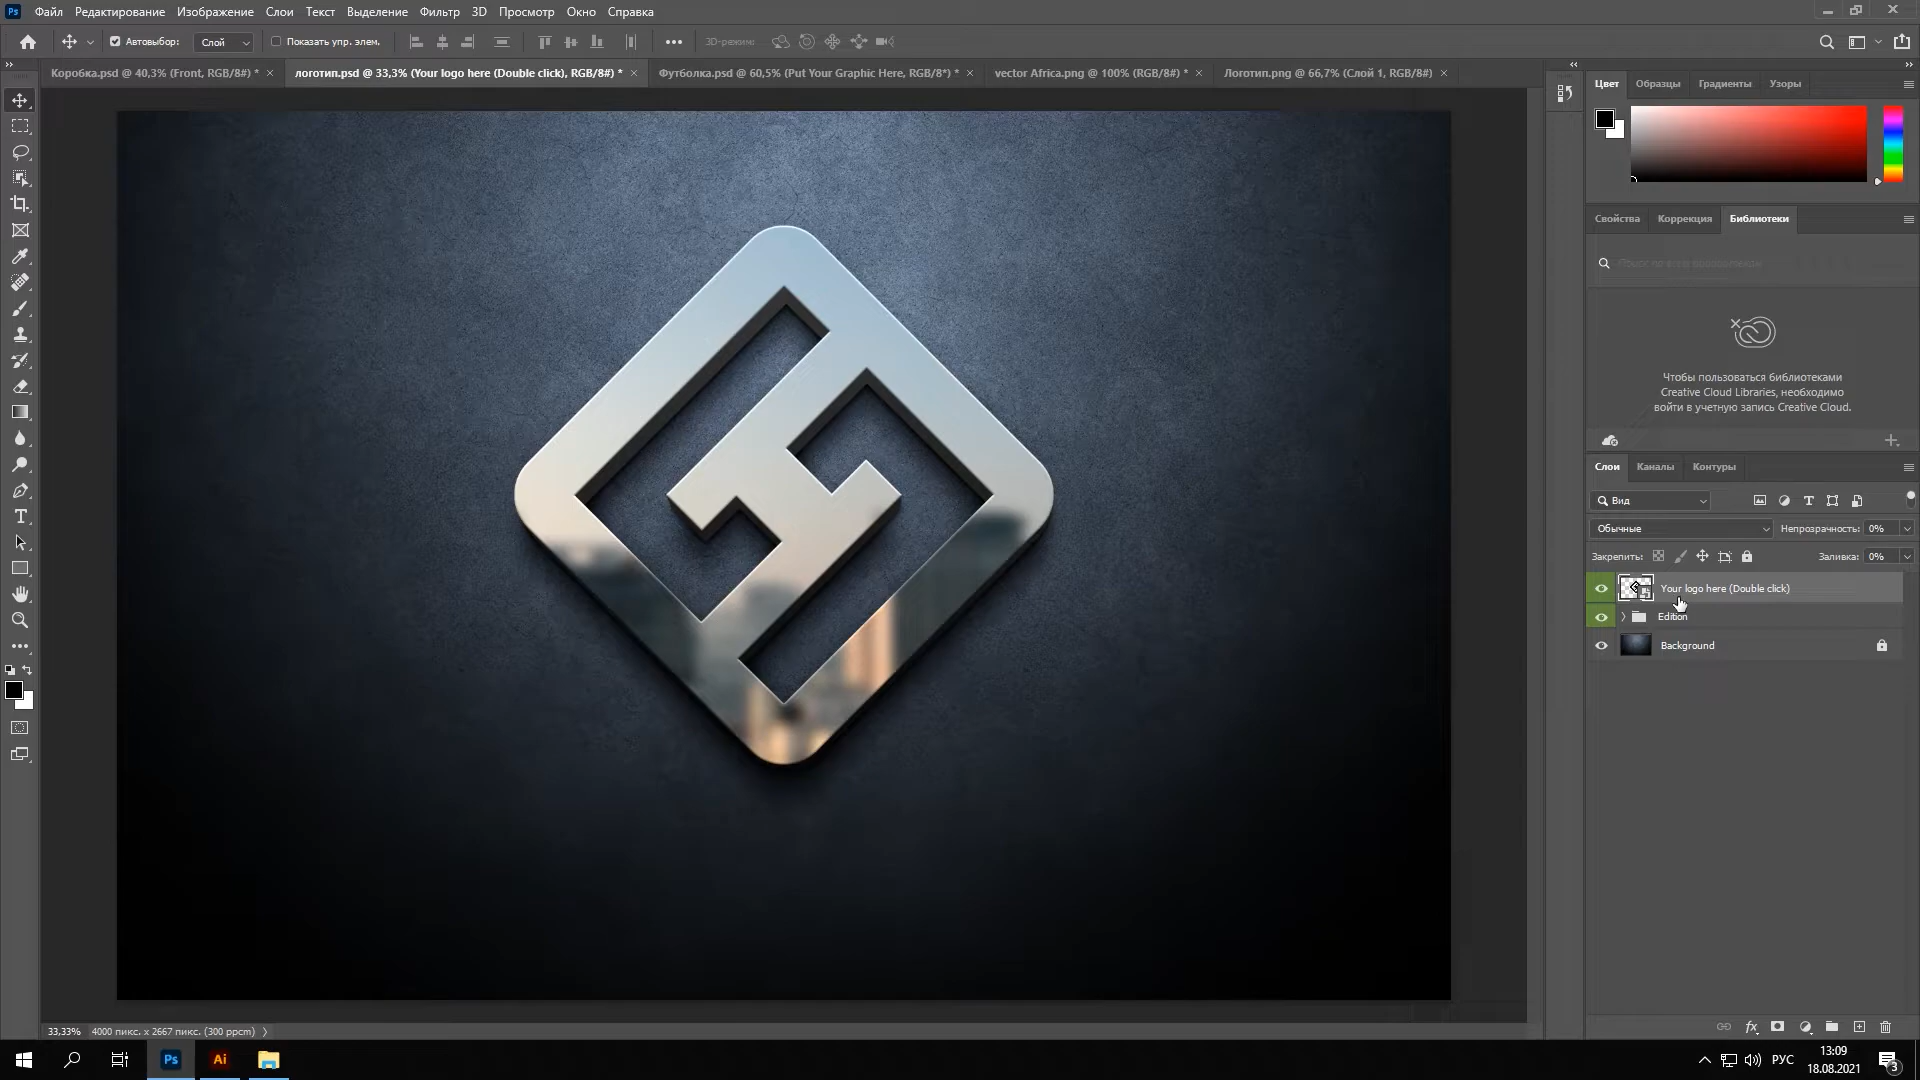 Ps Файл Редактирование Изображение Слои Текст Выделение Фильтр 3D Просмотр Окно Справка
Автовыбор: Слой Показать упр. элем. 3D-режим:
Коробка.psd @ 40,3% (Front, RGB/8#) * логотип.psd @ 33,3% (Your logo here (Double click), RGB/8#) * Футболка.psd @ 60,5% (Put Your Graphic Here, RGB/8*) * vector Africa.png @ 100% (RGB/8#) * Логотип.png @ 66,7% (Слой 1, RGB/8#)
Цвет Образцы Градиенты Узоры
Свойства Коррекция Библиотеки
Чтобы пользоваться библиотеками
Creative Cloud Libraries, необходимо
войти в учетную запись Creative Cloud.
Слои Каналы Контуры
Вид
Обычные Непрозрачность: 0%
Закрепить: Заливка: 0%
Your logo here (Double click)
Edition
Background
33,33% 4000 пикс. x 2667 пикс. (300 ppcm)
fx
Ps Ai РУС 13:09
18.08.2021
3